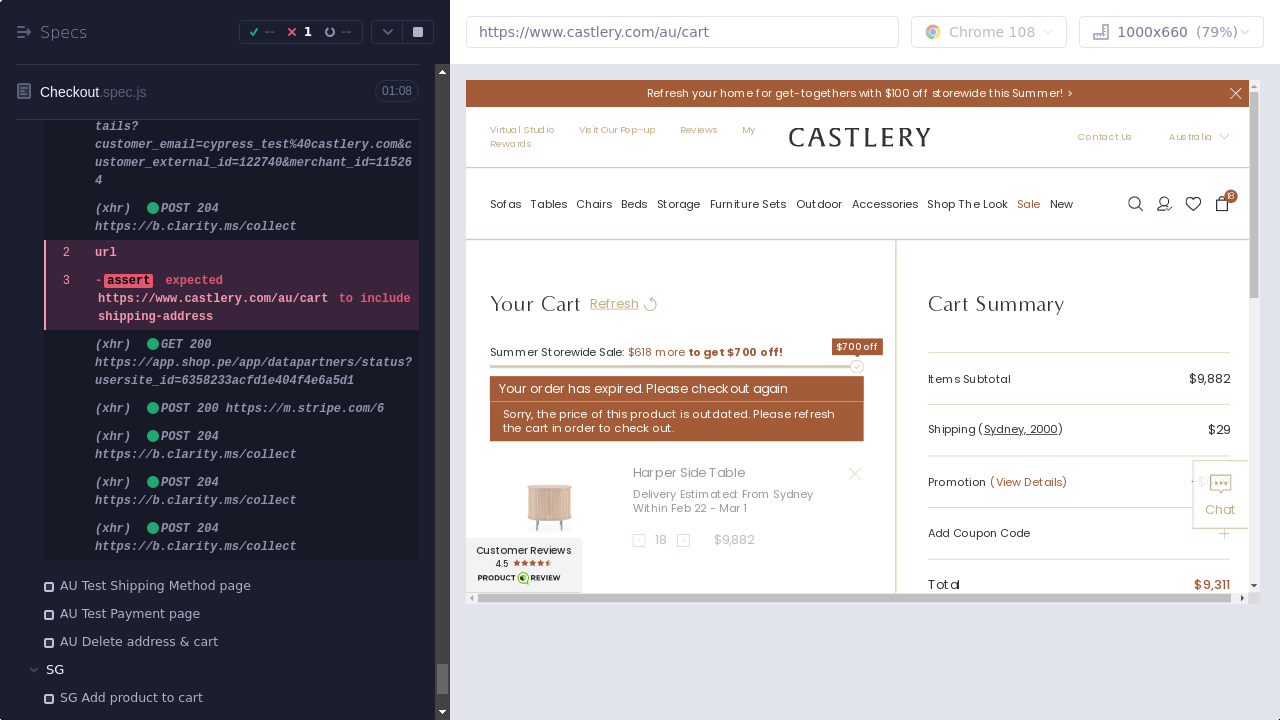 Specs
--
1
--
Checkout.spec.js
01:08
tails?
customer_email=cypress_test%40castlery.com&c
ustomer_external_id=122740&merchant_id=11526
4
(xhr) POST 204
https://b.clarity.ms/collect
2 url
3 -assert expected
https://www.castlery.com/au/cart to include
shipping-address
(xhr) GET 200
https://app.shop.pe/app/datapartners/status?
usersite_id=6358233acfd1e404f4e6a5d1
(xhr) POST 200 https://m.stripe.com/6
(xhr) POST 204
https://b.clarity.ms/collect
(xhr) POST 204
https://b.clarity.ms/collect
(xhr) POST 204
https://b.clarity.ms/collect
AU Test Shipping Method page
AU Test Payment page
AU Delete address & cart
SG
SG Add product to cart
https://www.castlery.com/au/cart
Chrome 108
1000x660 (79%)
Refresh your home for get-togethers with $100 off storewide this Summer! >
Virtual Studio Visit Our Pop-up Reviews My
Rewards
CASTLERY
Contact Us Australia
Sofas Tables Chairs Beds Storage Furniture Sets Outdoor Accessories Shop The Look Sale New
18
Your Cart Refresh
Summer Storewide Sale: $618 more to get $700 off!
$700 off
Your order has expired. Please check out again
Sorry, the price of this product is outdated. Please refresh
the cart in order to check out.
Harper Side Table
Delivery Estimated: From Sydney
Within Feb 22 - Mar 1
- 18 + $9,882
Customer Reviews
4.5
PRODUCT REVIEW
Cart Summary
Items Subtotal $9,882
Shipping (Sydney, 2000) $29
Promotion (View Details)
Chat
Add Coupon Code
Total $9,311